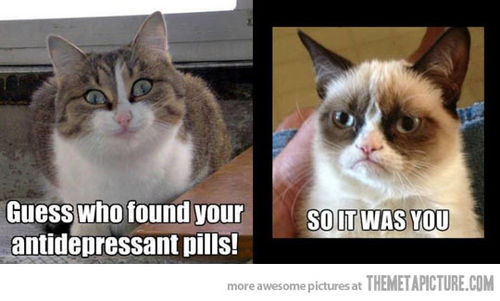 Guess who found your
antidepressant pills!
SO IT WAS YOU
more awesome pictures at THEMETAPICTURE.COM